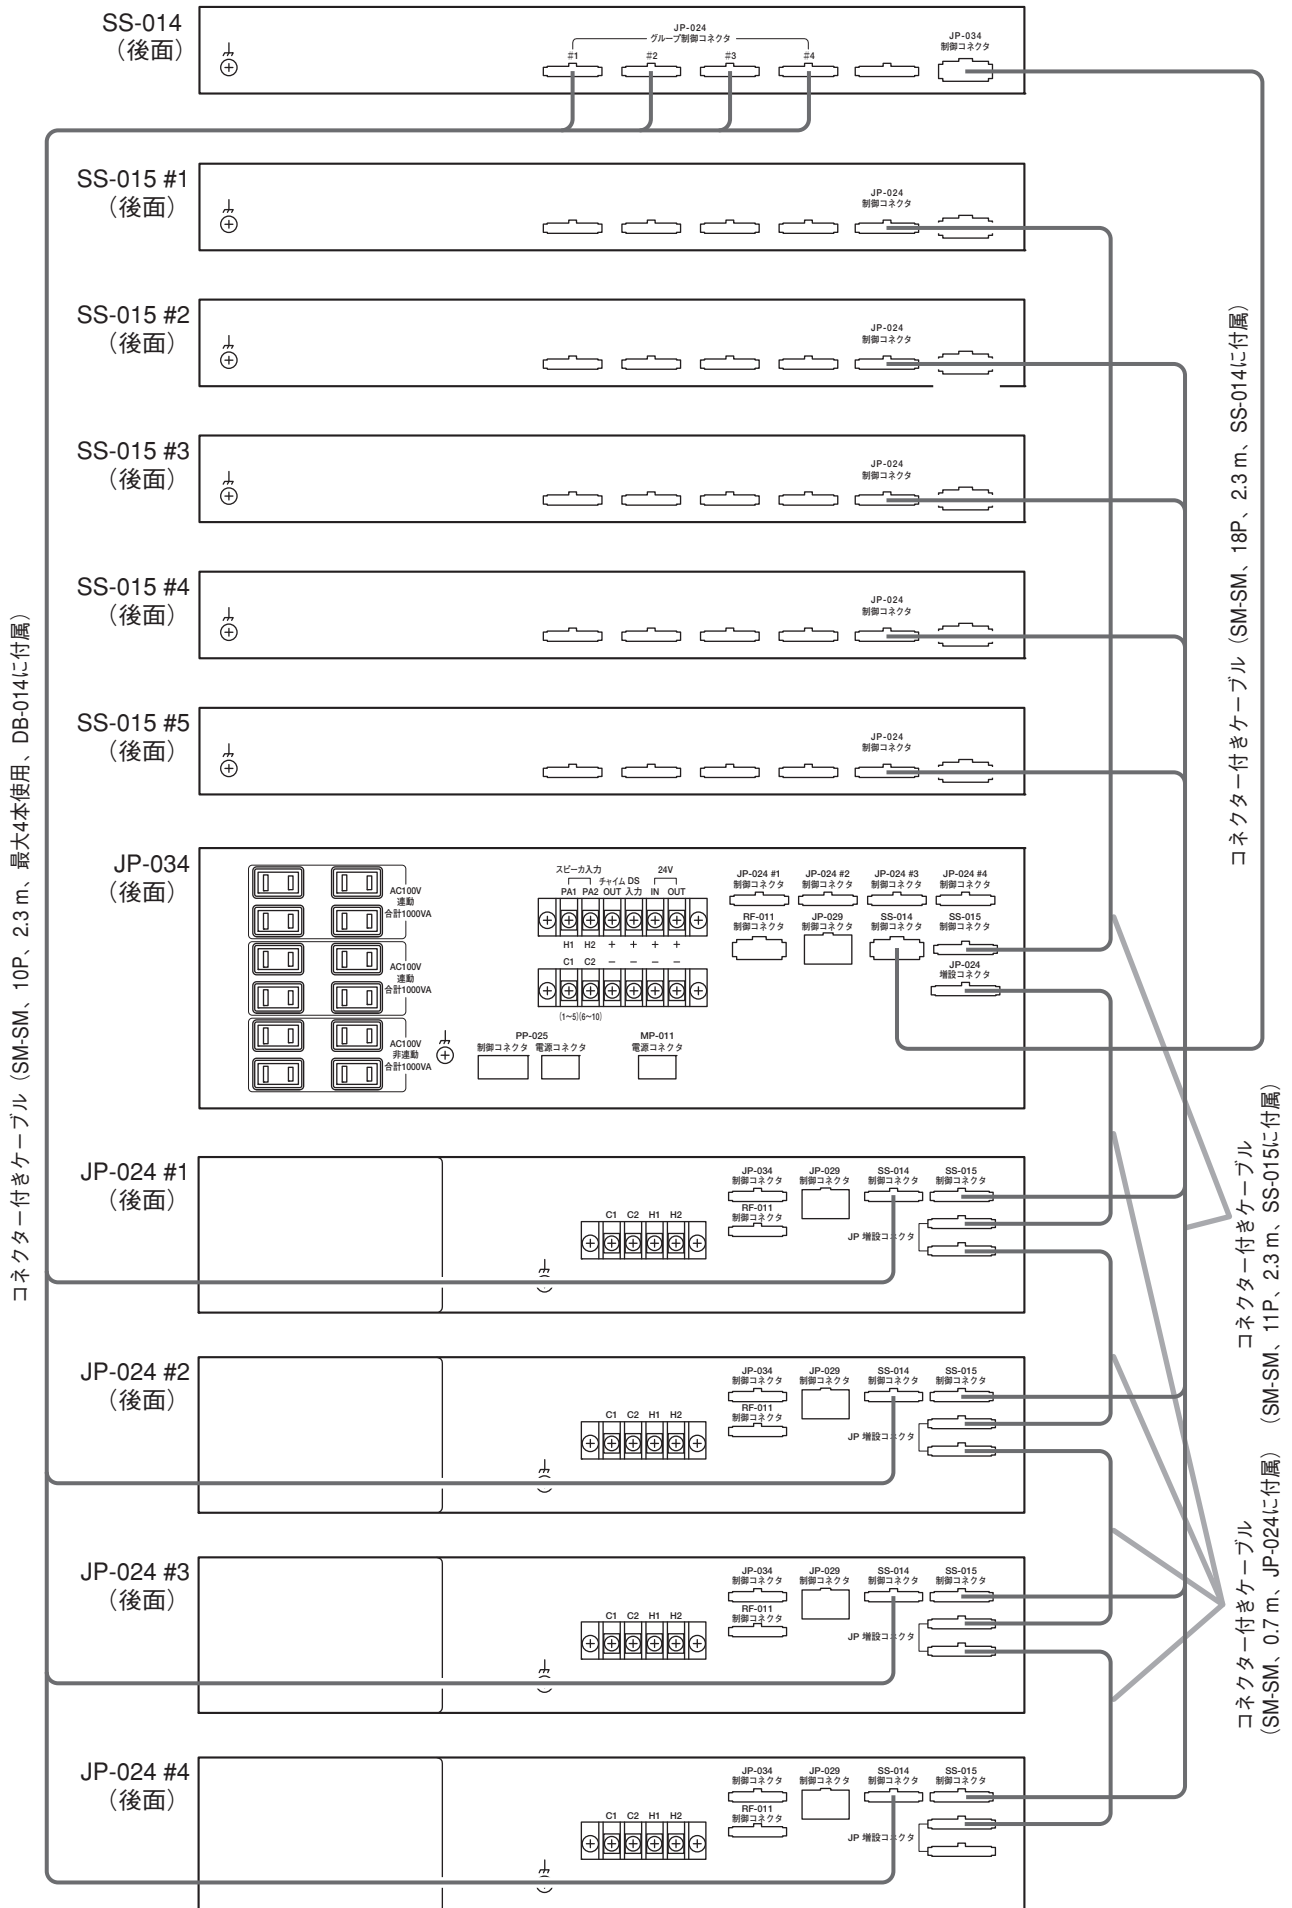 SS-014
（後面）
JP-024
グループ制御コネクタ
#1 #2 #3 #4
JP-034
制御コネクタ
SS-015 #1
（後面）
JP-024
制御コネクタ
SS-015 #2
（後面）
JP-024
制御コネクタ
SS-015 #3
（後面）
JP-024
制御コネクタ
SS-015 #4
（後面）
JP-024
制御コネクタ
SS-015 #5
（後面）
JP-024
制御コネクタ
JP-034
（後面）
AC100V
連動
合計1000VA
AC100V
連動
合計1000VA
AC100V
非連動
合計1000VA
スピーカ入力
24V
チャイム DS
PA1 PA2 OUT 入力 IN OUT
H1 H2 + + + +
C1 C2 − − − −
(1~5)(6~10)
PP-025
制御コネクタ 電源コネクタ
MP-011
電源コネクタ
JP-024 #1
制御コネクタ
JP-024 #2
制御コネクタ
JP-024 #3
制御コネクタ
JP-024 #4
制御コネクタ
RF-011
制御コネクタ
JP-029
制御コネクタ
SS-014
制御コネクタ
SS-015
制御コネクタ
JP-024
増設コネクタ
JP-024 #1
（後面）
C1 C2 H1 H2
JP-034
制御コネクタ
RF-011
制御コネクタ
JP-029
制御コネクタ
SS-014
制御コネクタ
SS-015
制御コネクタ
JP 増設コネクタ
JP-024 #2
（後面）
C1 C2 H1 H2
JP-034
制御コネクタ
RF-011
制御コネクタ
JP-029
制御コネクタ
SS-014
制御コネクタ
SS-015
制御コネクタ
JP 増設コネクタ
JP-024 #3
（後面）
C1 C2 H1 H2
JP-034
制御コネクタ
RF-011
制御コネクタ
JP-029
制御コネクタ
SS-014
制御コネクタ
SS-015
制御コネクタ
JP 増設コネクタ
JP-024 #4
（後面）
C1 C2 H1 H2
JP-034
制御コネクタ
RF-011
制御コネクタ
JP-029
制御コネクタ
SS-014
制御コネクタ
SS-015
制御コネクタ
JP 増設コネクタ
コネクター付きケーブル（SM-SM、10P、2.3 m、最大4本使用、DB-014に付属）
コネクター付きケーブル（SM-SM、18P、2.3 m、SS-014に付属）
コネクター付きケーブル
（SM-SM、11P、2.3 m、SS-015に付属）
コネクター付きケーブル
（SM-SM、0.7 m、JP-024に付属）